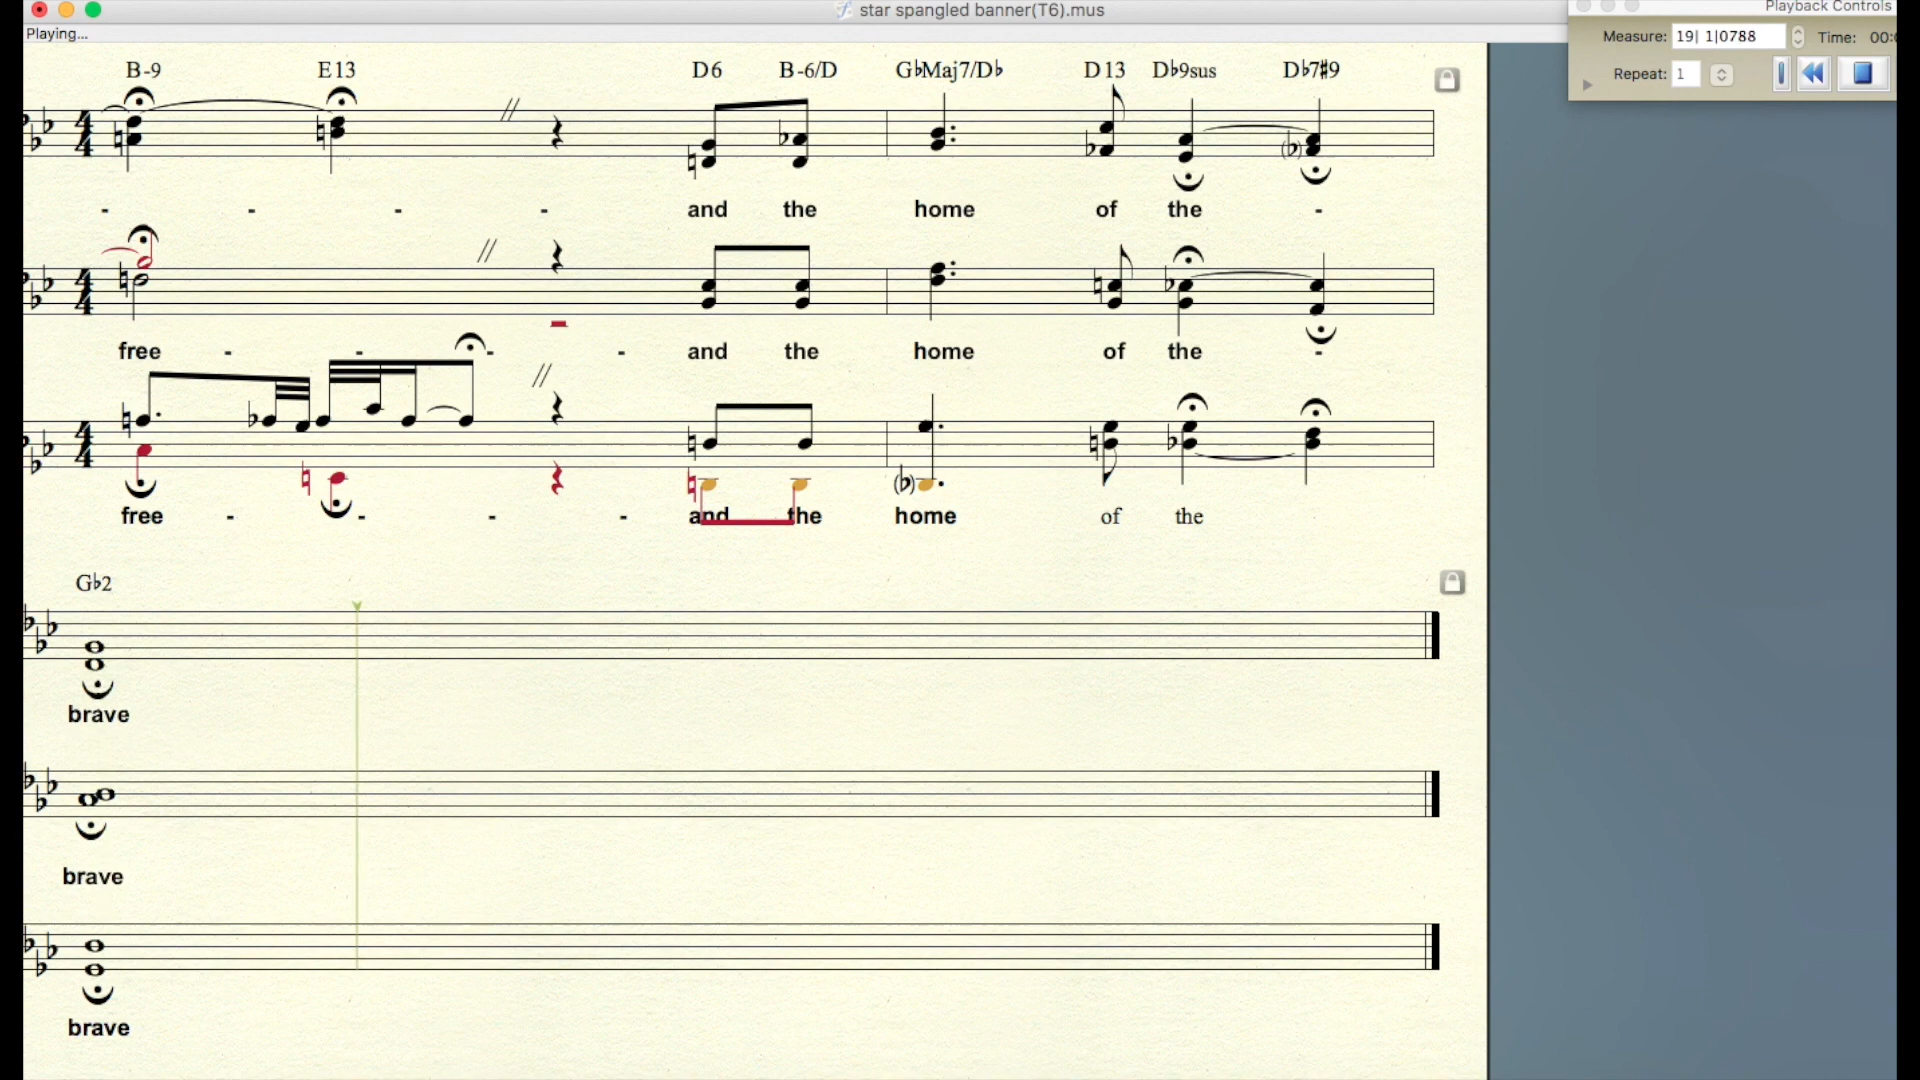 star spangled banner(T6).mus
Playback Controls
Playing...
Measure: 19| 1|0788 Time: 00:
Repeat: 1
B-9 E13 D6 B-6/D G♭Maj7/D♭ D13 D♭9sus D♭7♯9
- - - - and the home of the -
free - - - - and the home of the -
free - - - - and the home of the
G♭2
brave
brave
brave